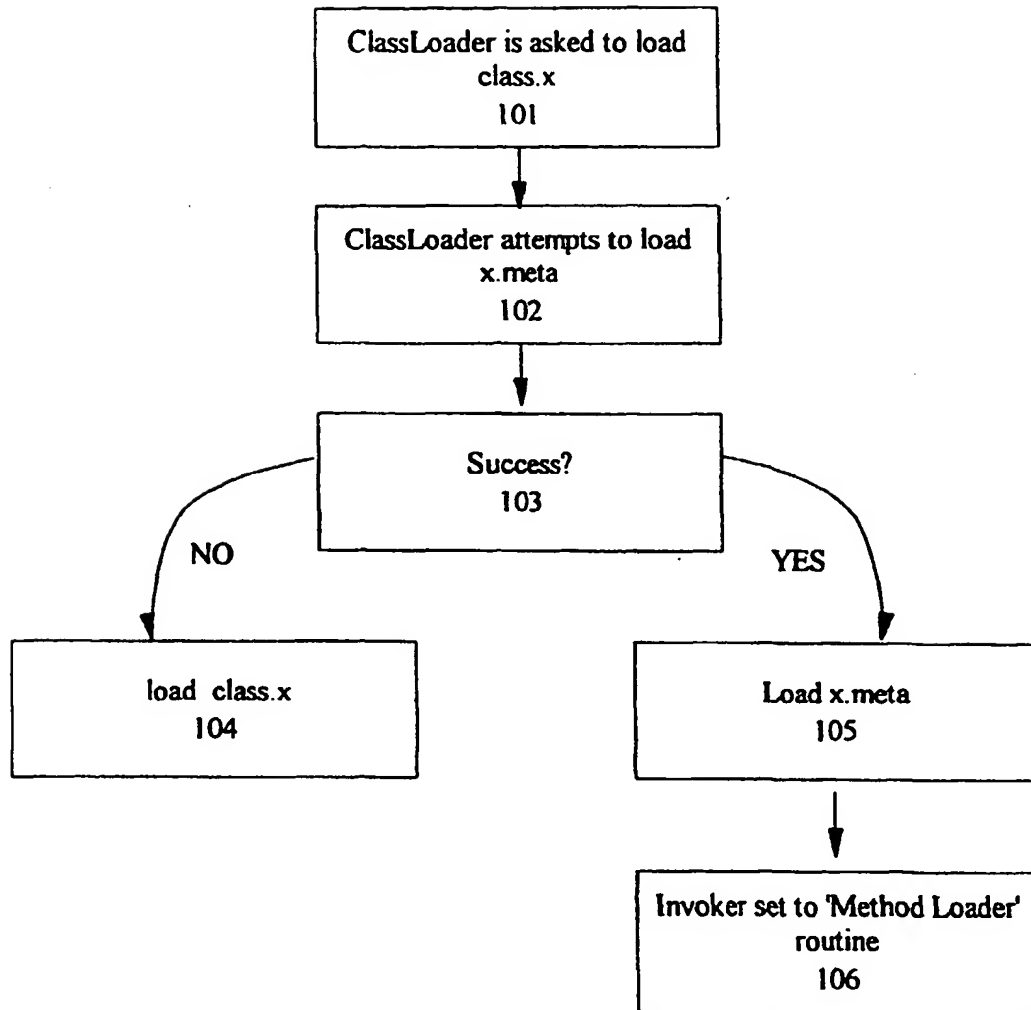 ClassLoader is asked to load
class.x
101
ClassLoader attempts to load
x.meta
102
Success?
103
NO
YES
load class.x
104
Load x.meta
105
Invoker set to 'Method Loader'
routine
106